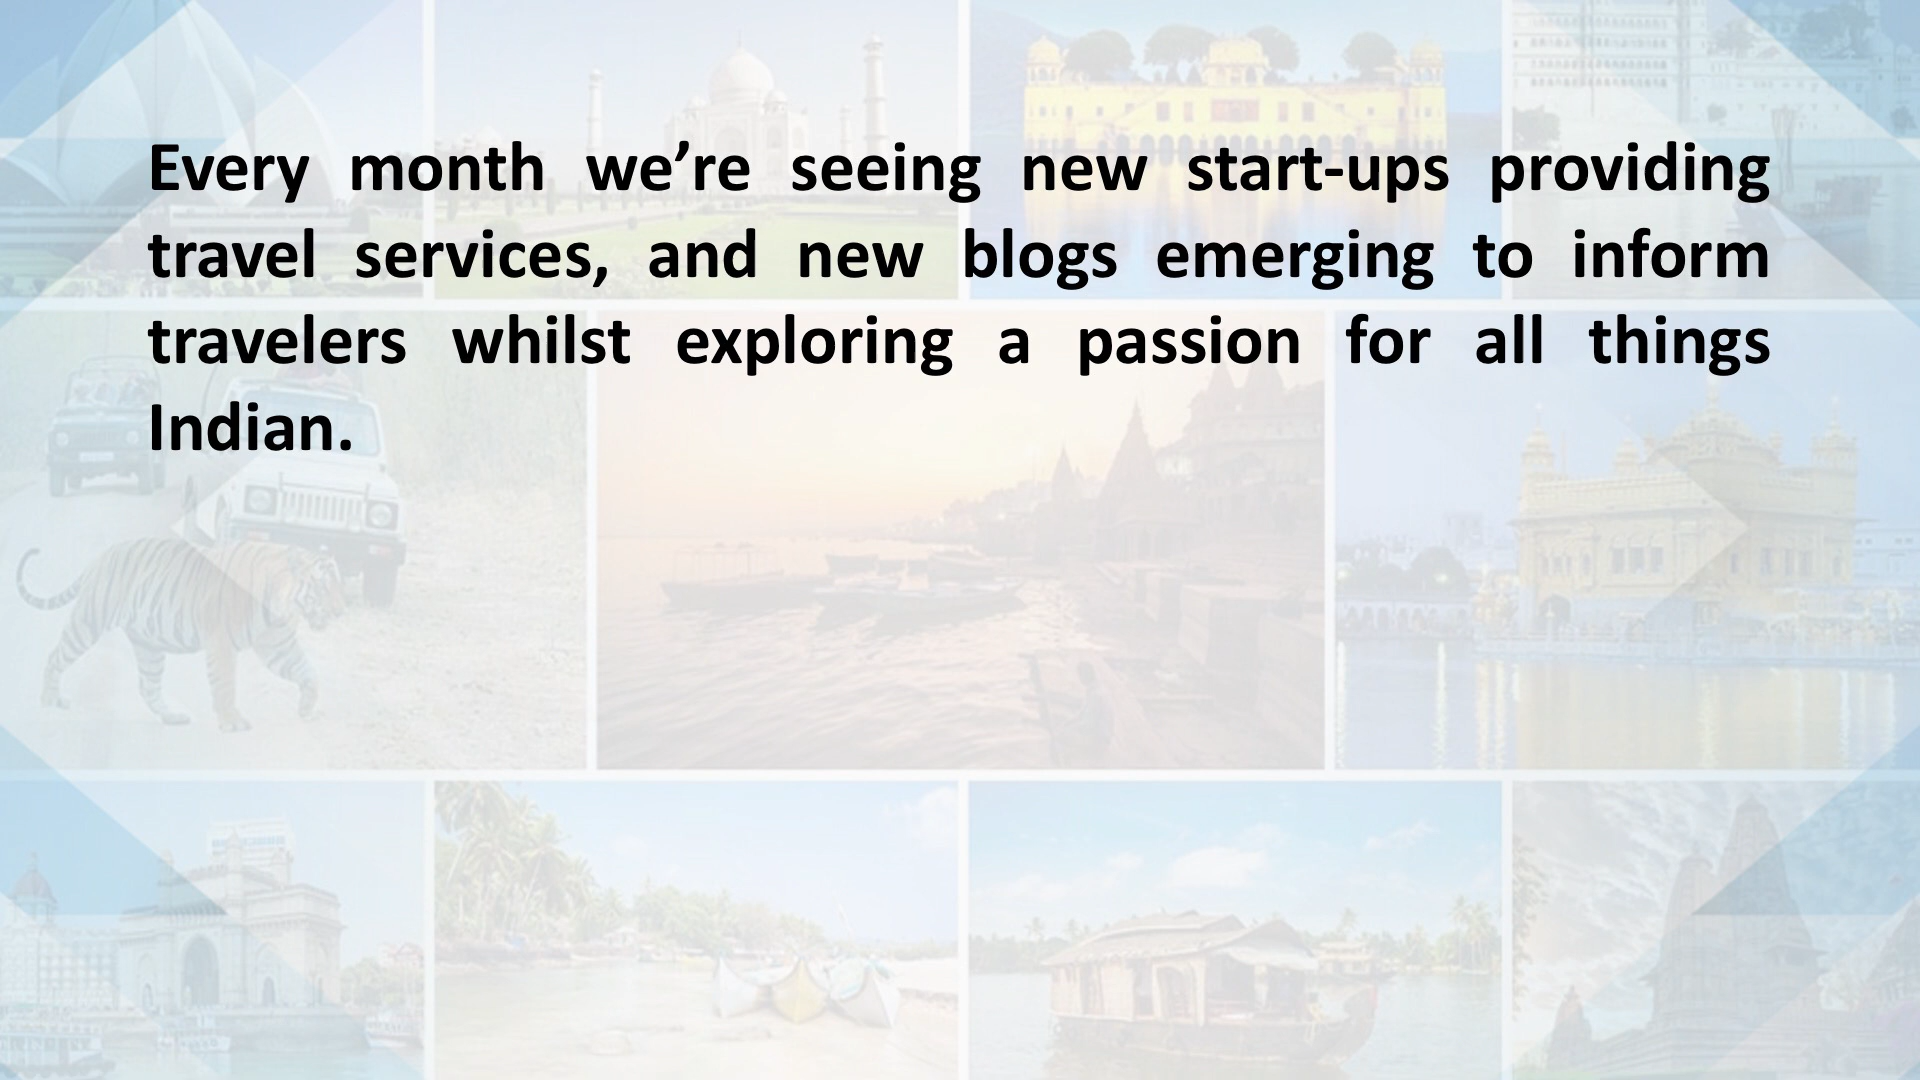 Every month we’re seeing new start-ups providing
travel services, and new blogs emerging to inform
travelers whilst exploring a passion for all things
Indian.